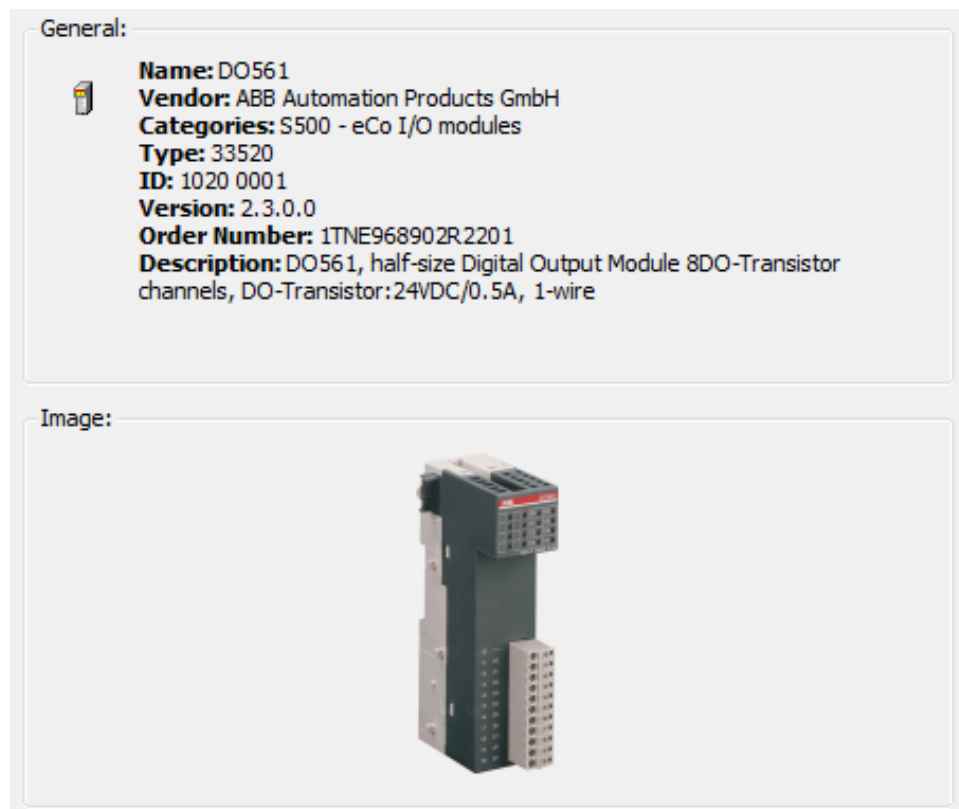 General:
Name: DO561
Vendor: ABB Automation Products GmbH
Categories: S500 - eCo I/O modules
Type: 33520
ID: 1020 0001
Version: 2.3.0.0
Order Number: 1TNE968902R2201
Description: DO561, half-size Digital Output Module 8DO-Transistor
channels, DO-Transistor:24VDC/0.5A, 1-wire
Image:
ABB